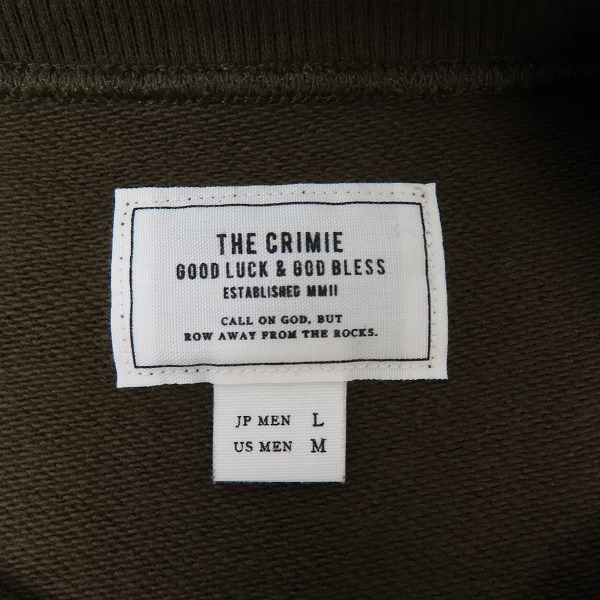 THE CRIMIE
GOOD LUCK & GOD BLESS
ESTABLISHED MMII
CALL ON GOD, BUT
ROW AWAY FROM THE ROCKS.
JP MEN L
US MEN M